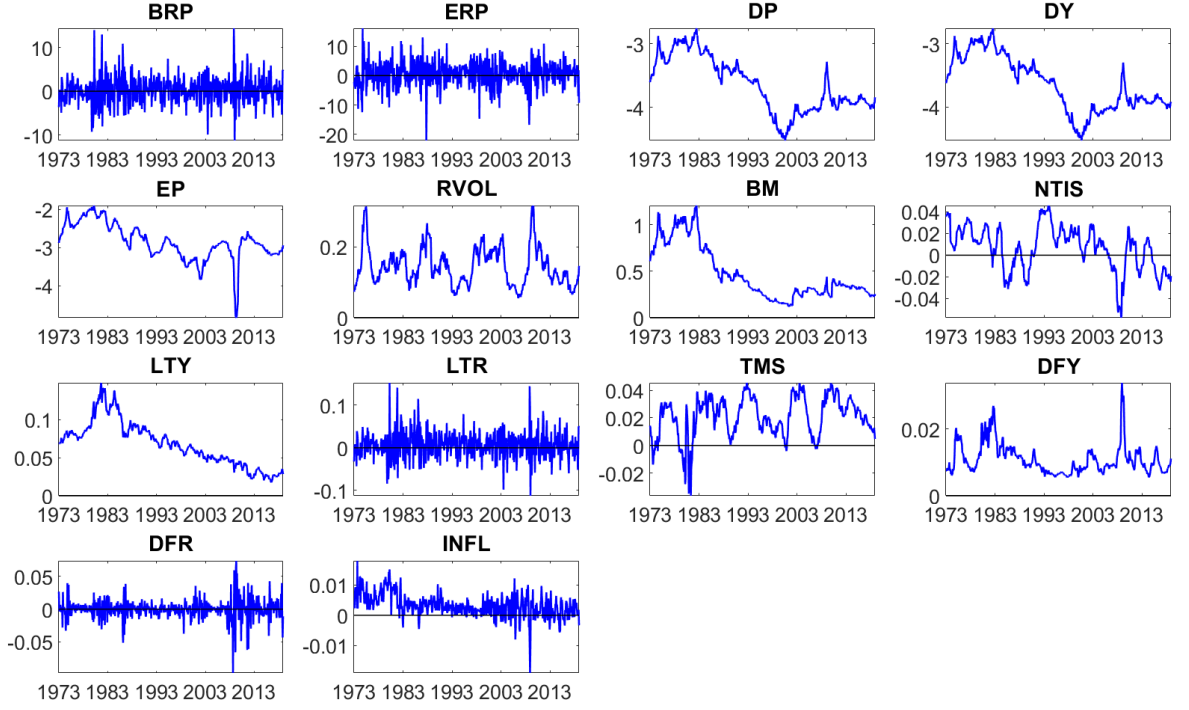 BRP ERP DP DY
10 0 -10
10 0 -10 -20
-3 -4
-3 -4
1973 1983 1993 2003 2013 1973 1983 1993 2003 2013 1973 1983 1993 2003 2013 1973 1983 1993 2003 2013
EP RVOL BM NTIS
-2 -3 -4
0.2 0
1 0.5 0
0.04 0.02 0 -0.02 -0.04
1973 1983 1993 2003 2013 1973 1983 1993 2003 2013 1973 1983 1993 2003 2013 1973 1983 1993 2003 2013
LTY LTR TMS DFY
0.1 0.05 0
0.1 0 -0.1
0.04 0.02 0 -0.02
0.02 0
1973 1983 1993 2003 2013 1973 1983 1993 2003 2013 1973 1983 1993 2003 2013 1973 1983 1993 2003 2013
DFR INFL
0.05 0 -0.05
0.01 0 -0.01
1973 1983 1993 2003 2013 1973 1983 1993 2003 2013